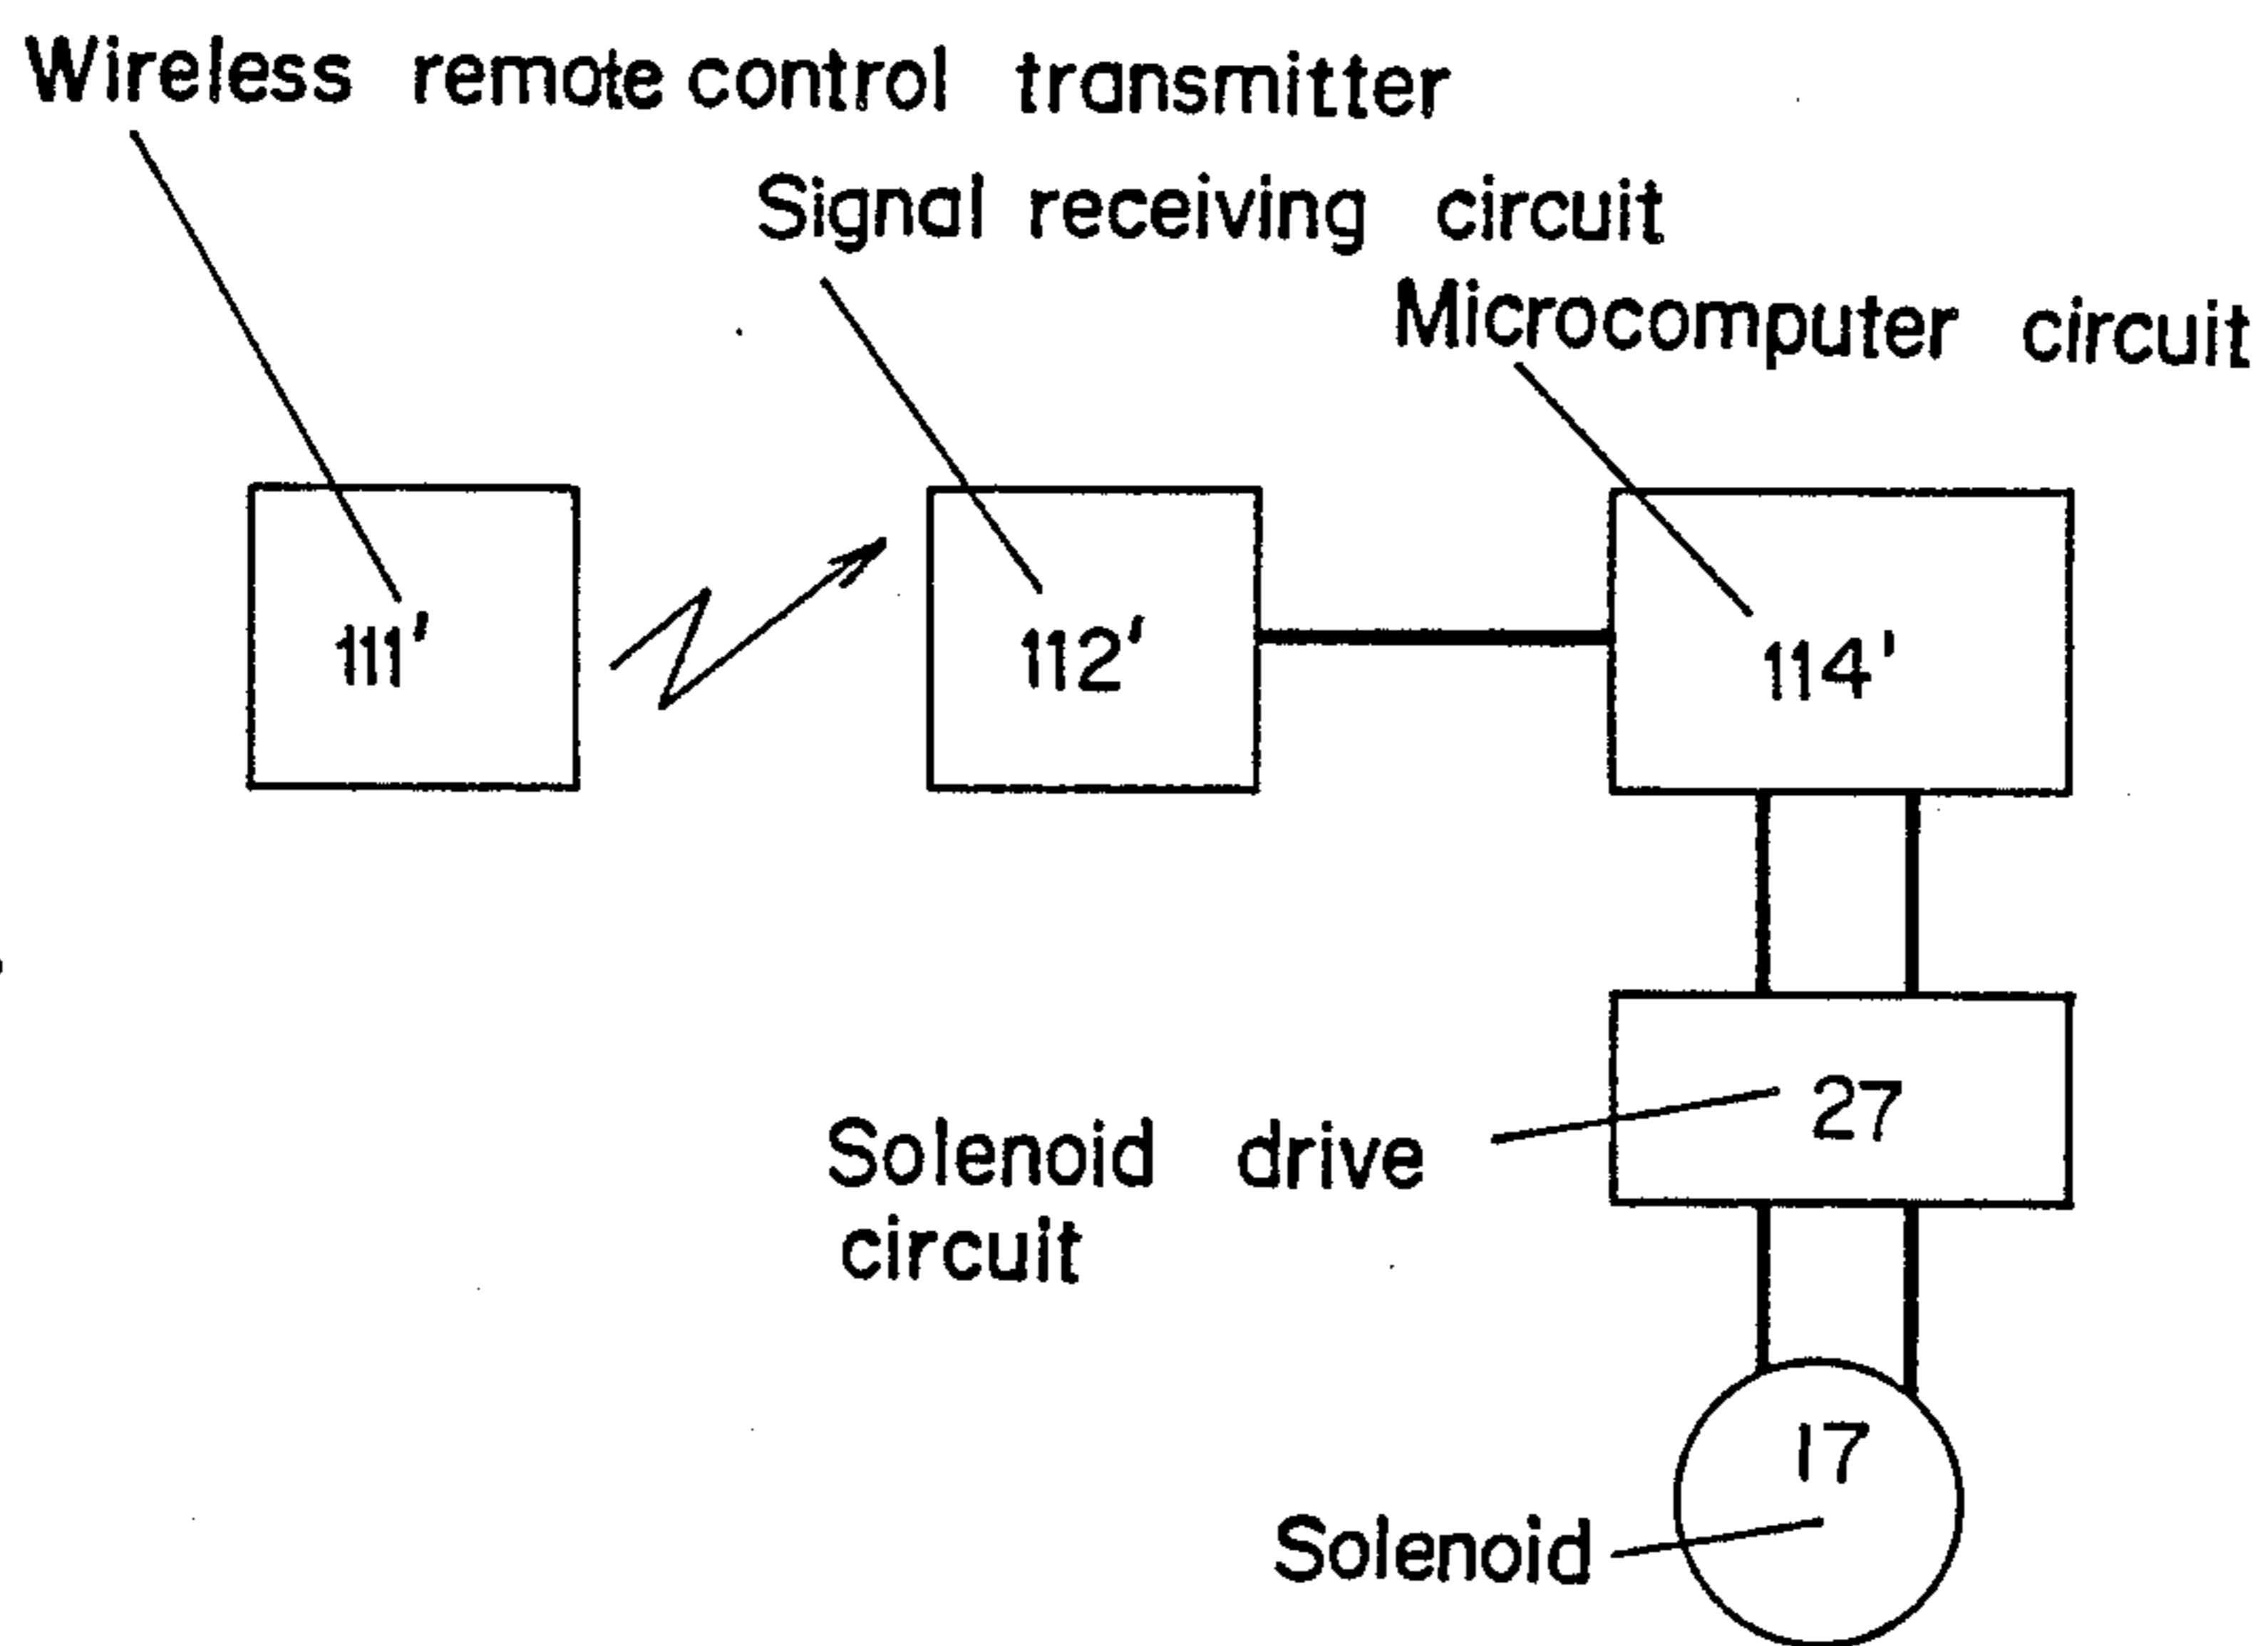 Wireless remote control transmitter
Signal receiving circuit
Microcomputer circuit
111'
112'
114'
27
Solenoid drive
circuit
17
Solenoid